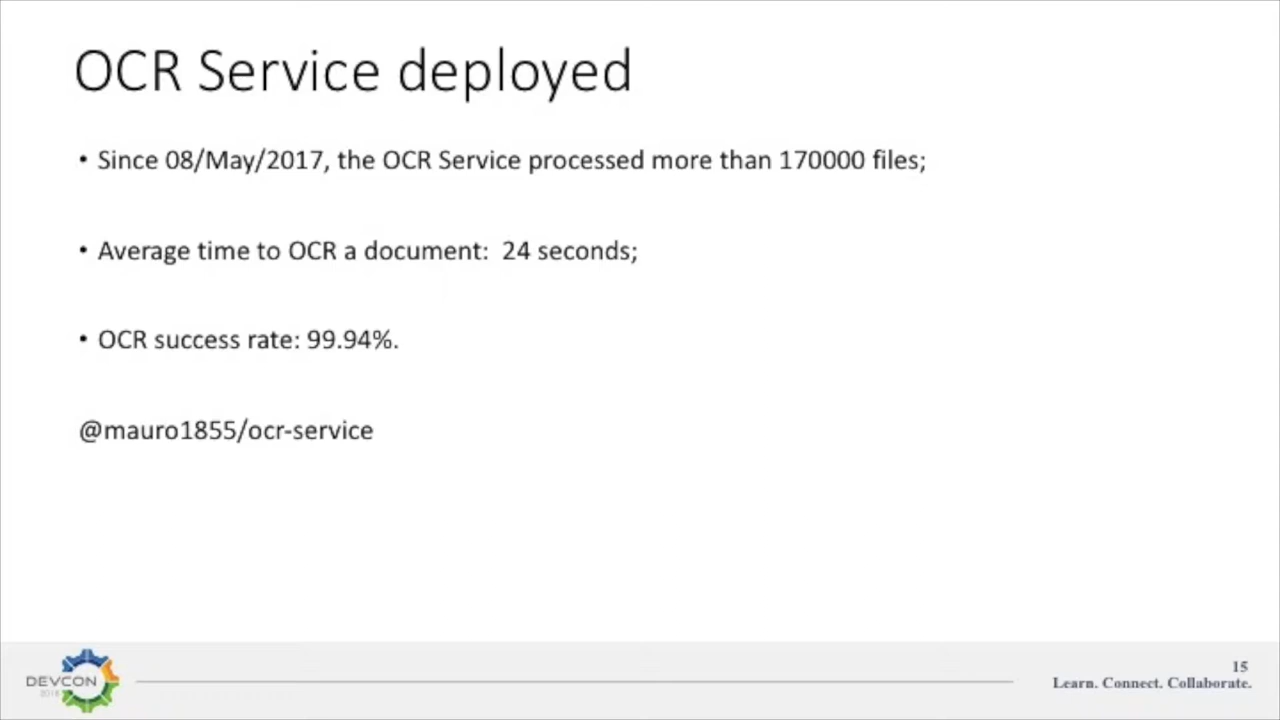 OCR Service deployed
• Since 08/May/2017, the OCR Service processed more than 170000 files;
• Average time to OCR a document:  24 seconds;
• OCR success rate: 99.94%.
@mauro1855/ocr-service
DEVCON
15
Learn. Connect. Collaborate.